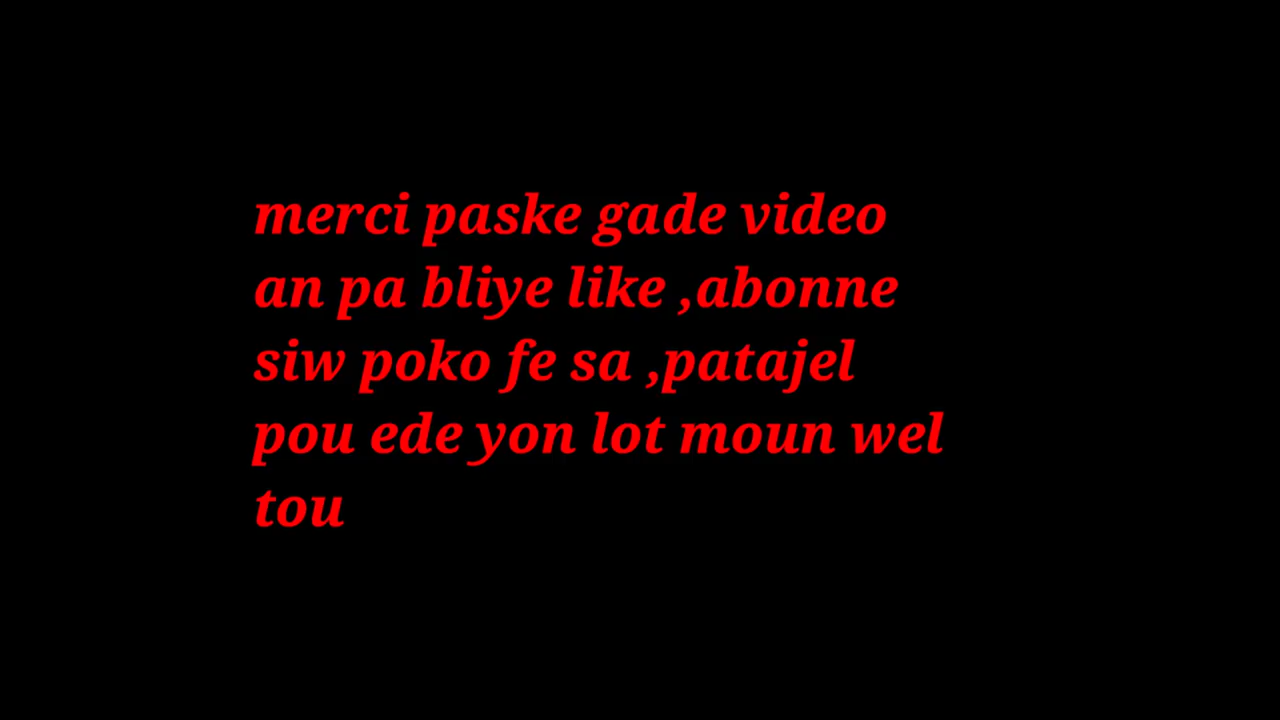 merci paske gade video
an pa bliye like ,abonne
siw poko fe sa ,patajel
pou ede yon lot moun wel
tou